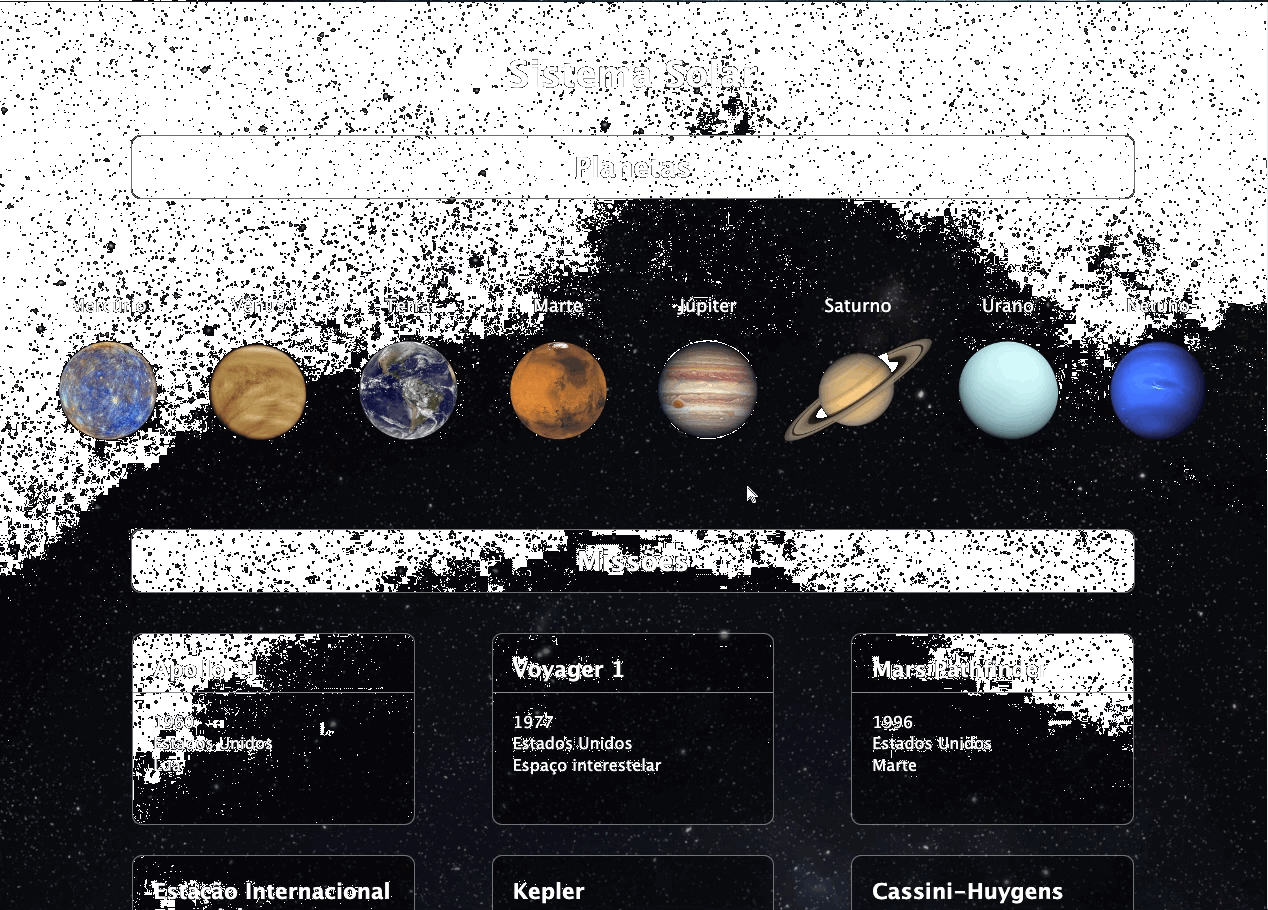 Sistema Solar
Planetas
Mercúrio Vênus Terra Marte Júpiter Saturno Urano Netuno
Missões
Apollo 11 Voyager 1 Mars Pathfinder
1977 1996
Estados Unidos Estados Unidos Estados Unidos
Lua Espaço interestelar Marte
Estação Internacional Kepler Cassini-Huygens